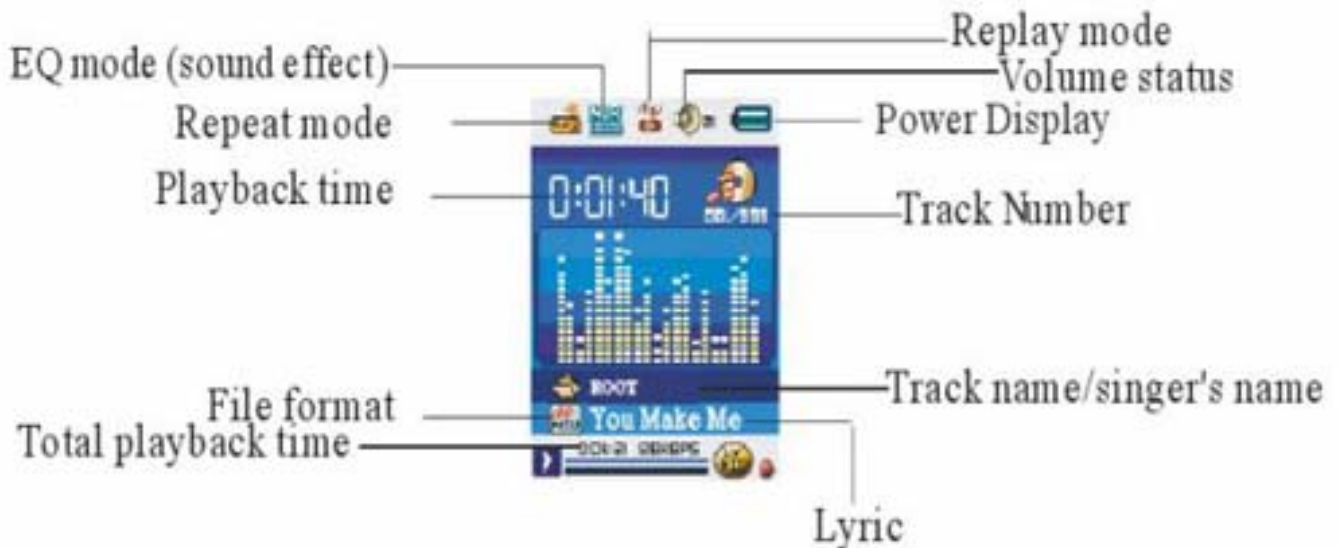 Replay mode
EQ mode (sound effect)
Volume status
Repeat mode
Power Display
Playback time
0:01:40
Track Number
ROOT
Track name/singer's name
File format
You Make Me
Total playback time
Lyric